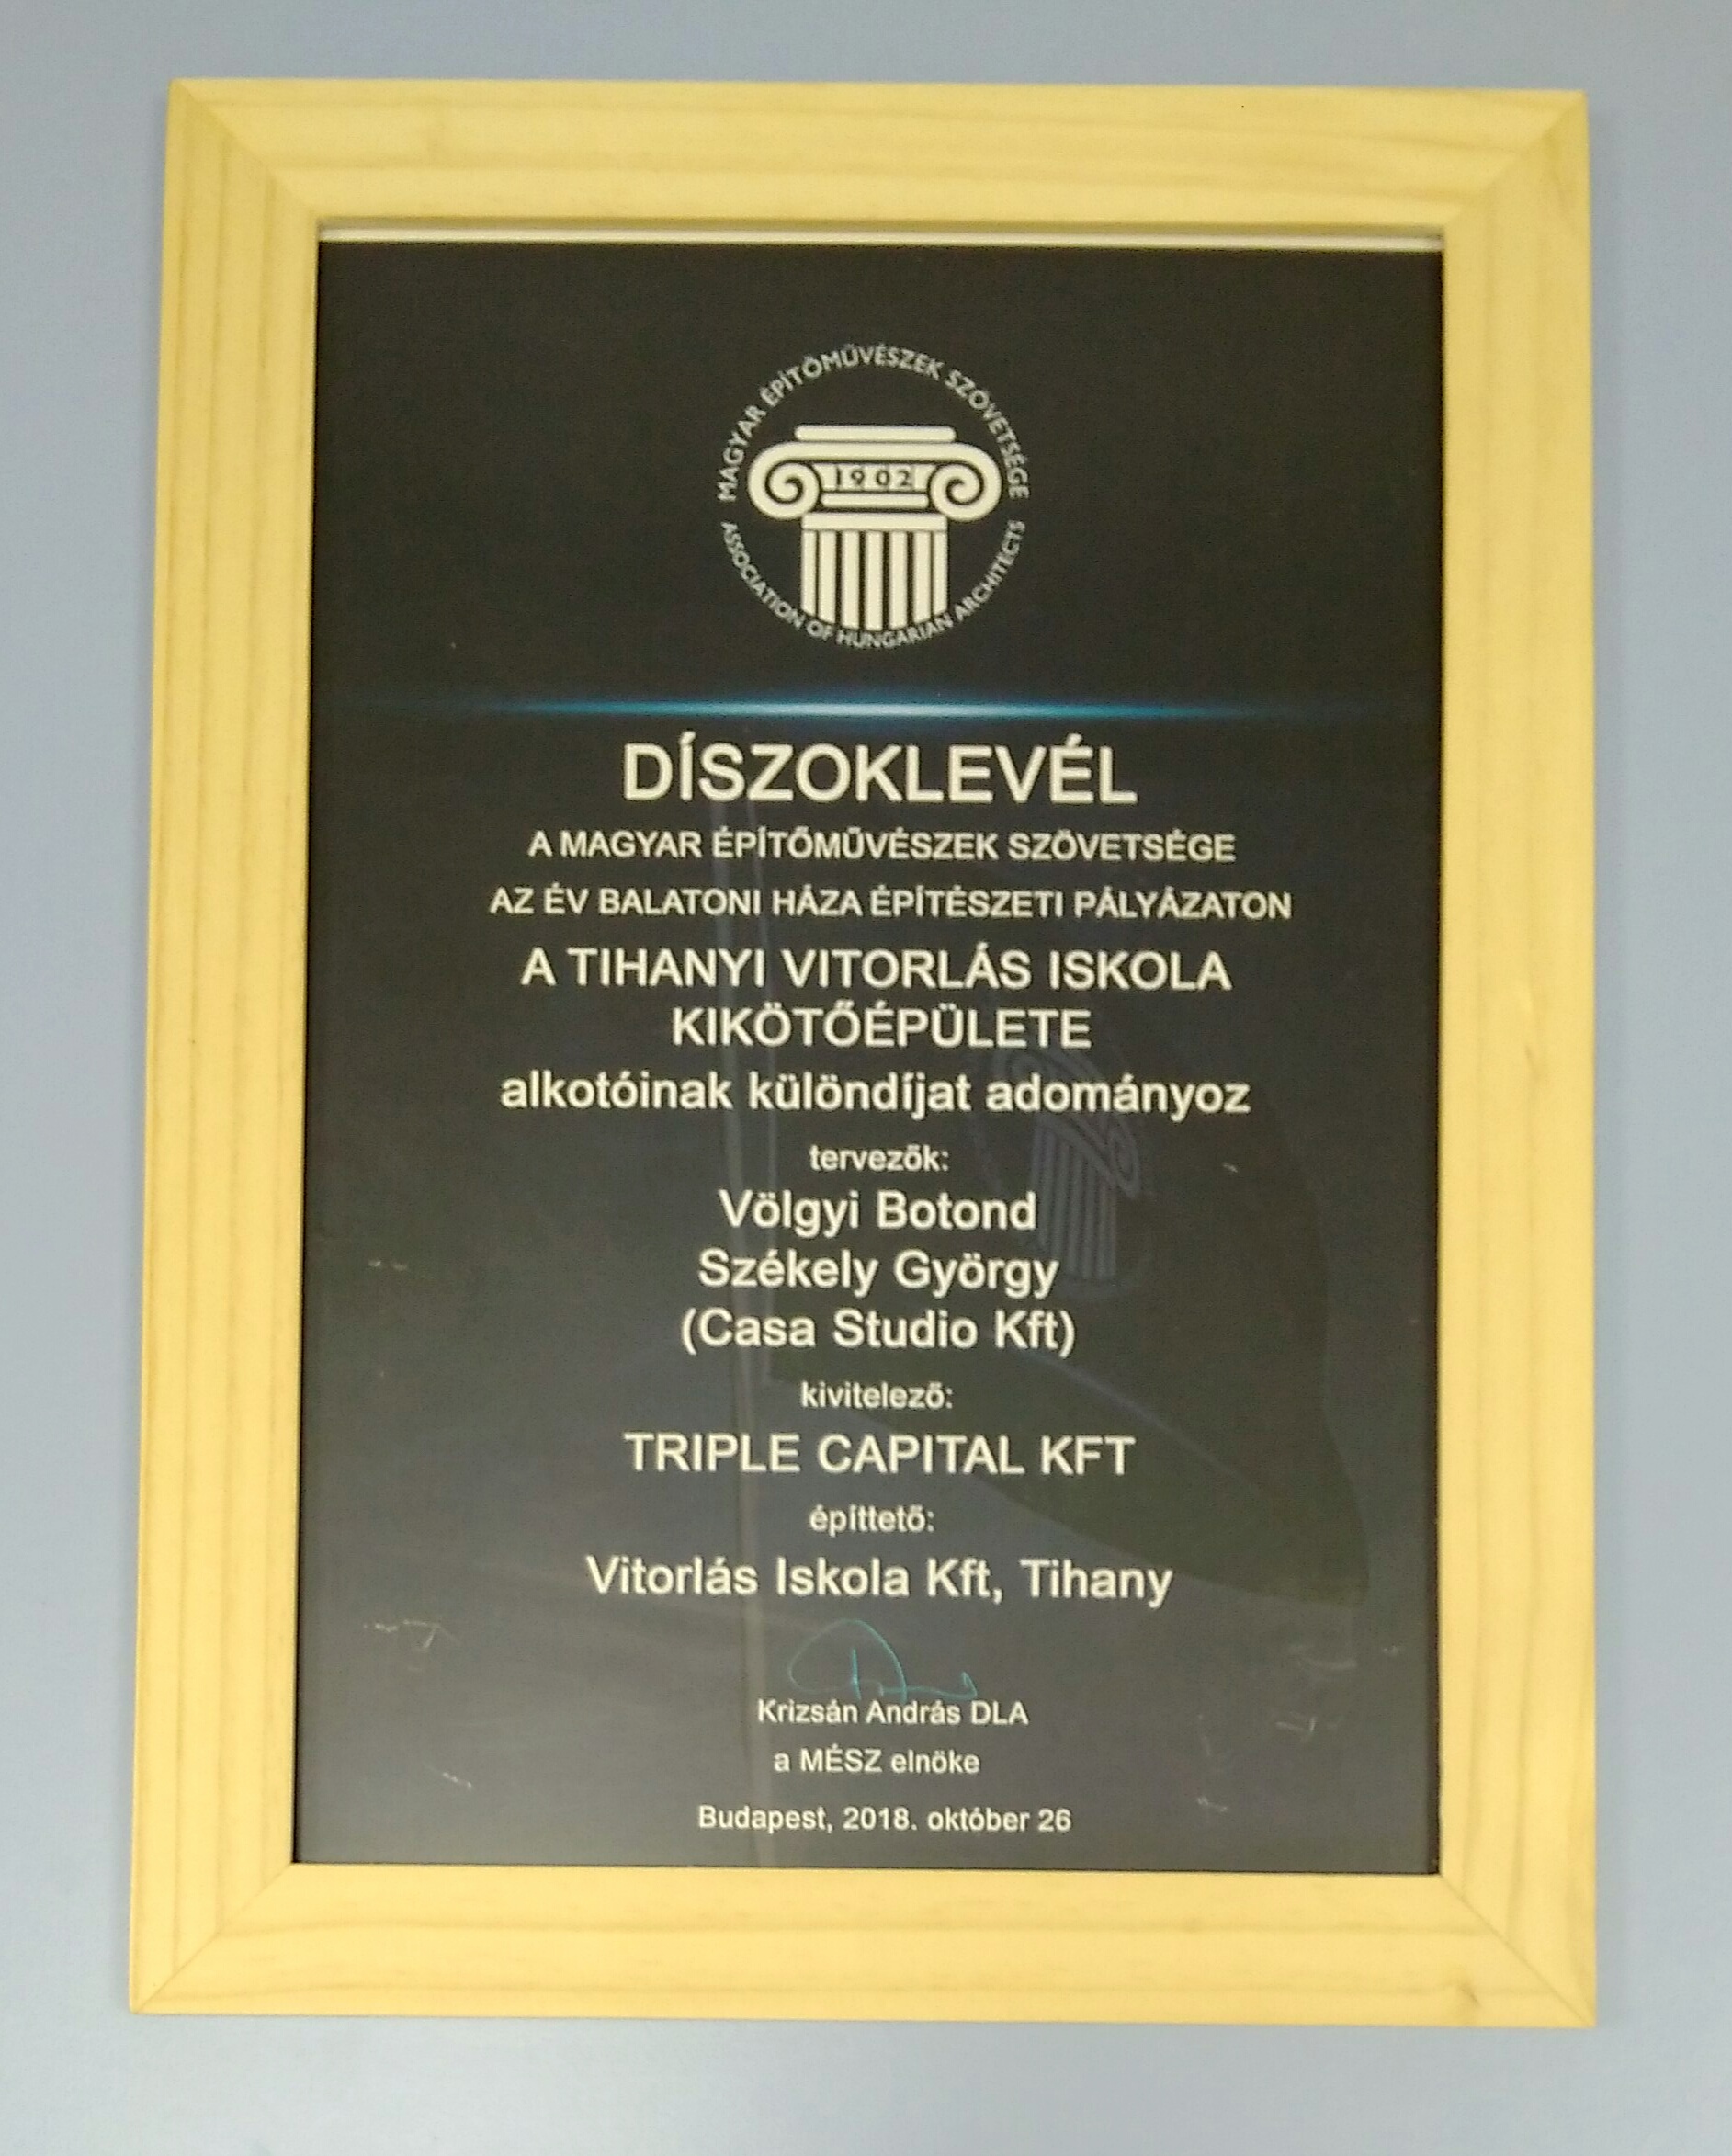 MAGYAR ÉPÍTŐMŰVÉSZEK SZÖVETSÉGE
1902
ASSOCIATION OF HUNGARIAN ARCHITECTS
DÍSZOKLEVÉL
A MAGYAR ÉPÍTŐMŰVÉSZEK SZÖVETSÉGE
AZ ÉV BALATONI HÁZA ÉPÍTÉSZETI PÁLYÁZATON
A TIHANYI VITORLÁS ISKOLA
KIKÖTŐÉPÜLETE
alkotóinak különdíjat adományoz
tervezők:
Völgyi Botond
Székely György
(Casa Studio Kft)
kivitelező:
TRIPLE CAPITAL KFT
építtető:
Vitorlás Iskola Kft, Tihany
Krizsán András DLA
a MÉSZ elnöke
Budapest, 2018. október 26